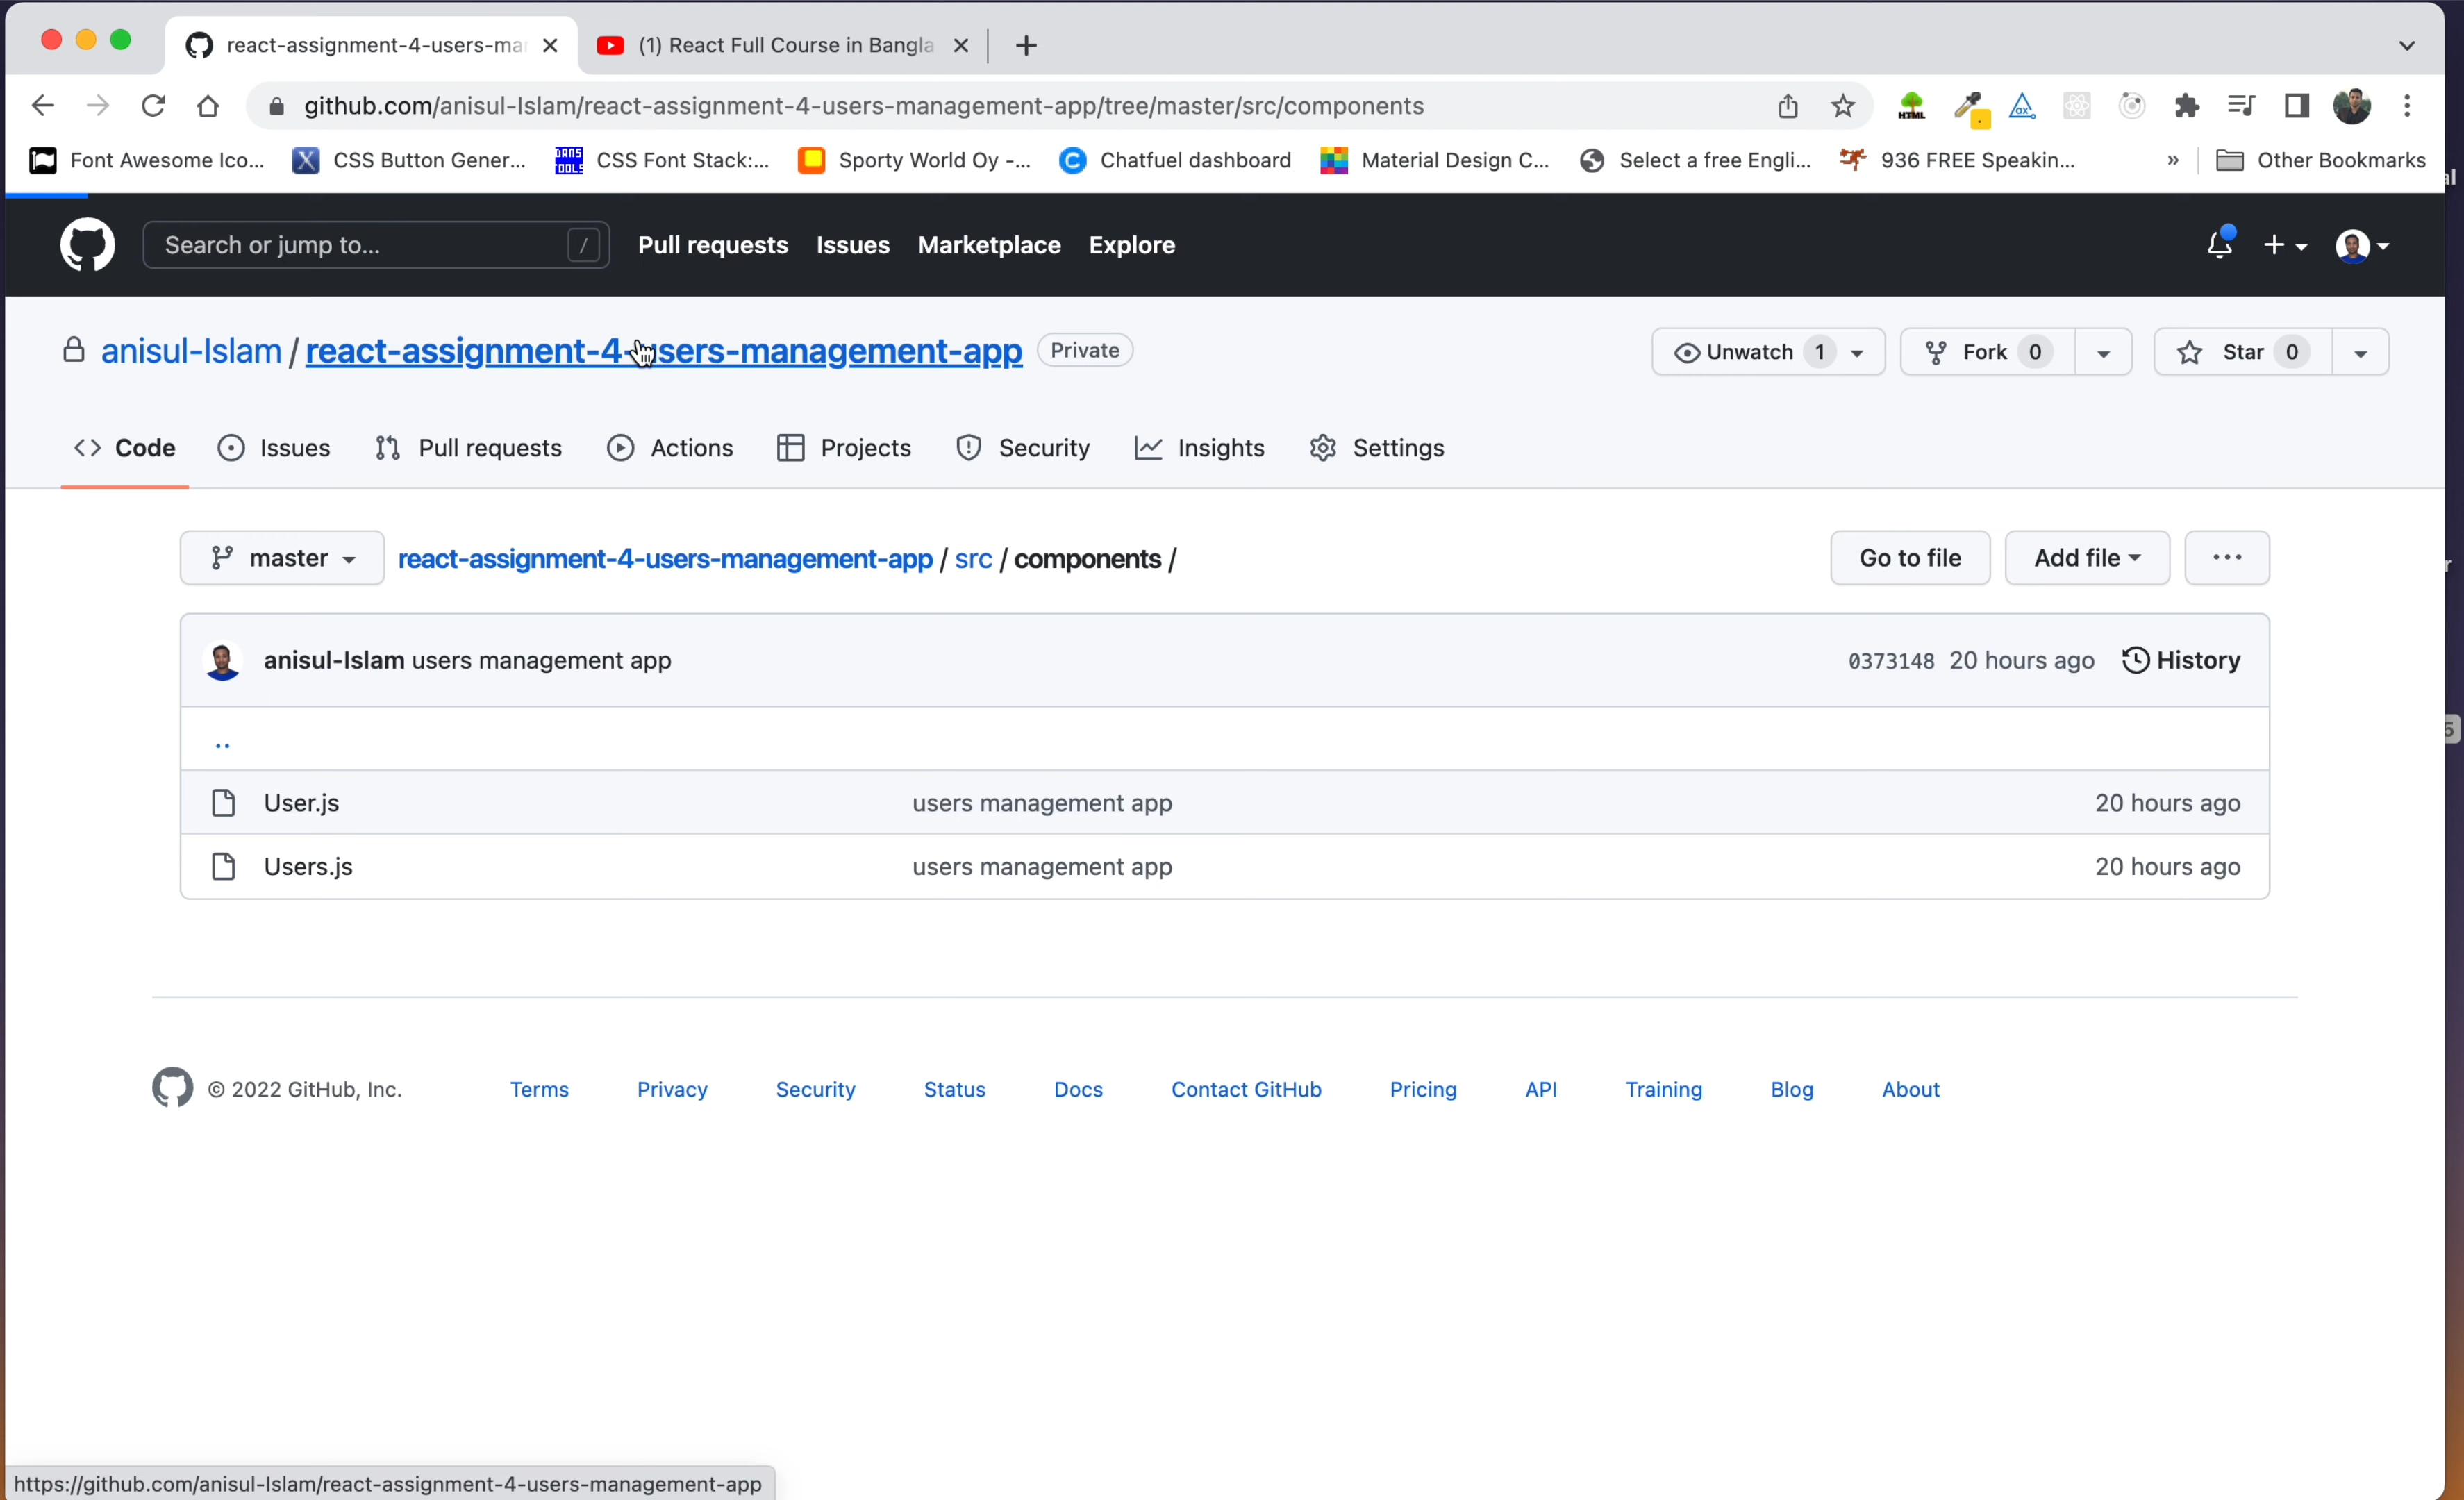 react-assignment-4-users-ma
(1) React Full Course in Bangla
github.com/anisul-Islam/react-assignment-4-users-management-app/tree/master/src/components
HTML
ax
Font Awesome Ico...
X CSS Button Gener...
DANS TOOLS CSS Font Stack:...
Sporty World Oy -...
C Chatfuel dashboard
Material Design C...
Select a free Engli...
936 FREE Speakin...
»
Other Bookmarks
Search or jump to... /
Pull requests
Issues
Marketplace
Explore
anisul-Islam / react-assignment-4-users-management-app Private
Unwatch 1
Fork 0
Star 0
<> Code
Issues
Pull requests
Actions
Projects
Security
Insights
Settings
master
react-assignment-4-users-management-app / src / components /
Go to file
Add file
...
anisul-Islam users management app 0373148 20 hours ago History
..
User.js users management app 20 hours ago
Users.js users management app 20 hours ago
© 2022 GitHub, Inc. Terms Privacy Security Status Docs Contact GitHub Pricing API Training Blog About
https://github.com/anisul-Islam/react-assignment-4-users-management-app